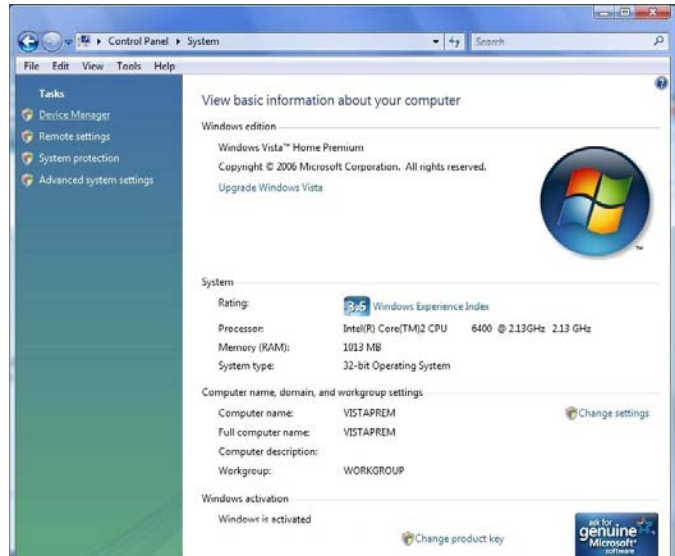 Control Panel ▸ System
Search
File Edit View Tools Help
Tasks
Device Manager
Remote settings
System protection
Advanced system settings
View basic information about your computer
Windows edition
Windows Vista™ Home Premium
Copyright © 2006 Microsoft Corporation. All rights reserved.
Upgrade Windows Vista
TM
System
Rating: 3,5 Windows Experience Index
Processor: Intel(R) Core(TM)2 CPU 6400 @ 2.13GHz 2.13 GHz
Memory (RAM): 1013 MB
System type: 32-bit Operating System
Computer name, domain, and workgroup settings
Computer name: VISTAPREM Change settings
Full computer name: VISTAPREM
Computer description:
Workgroup: WORKGROUP
Windows activation
Windows is activated
Change product key
ask for
genuine
Microsoft
software